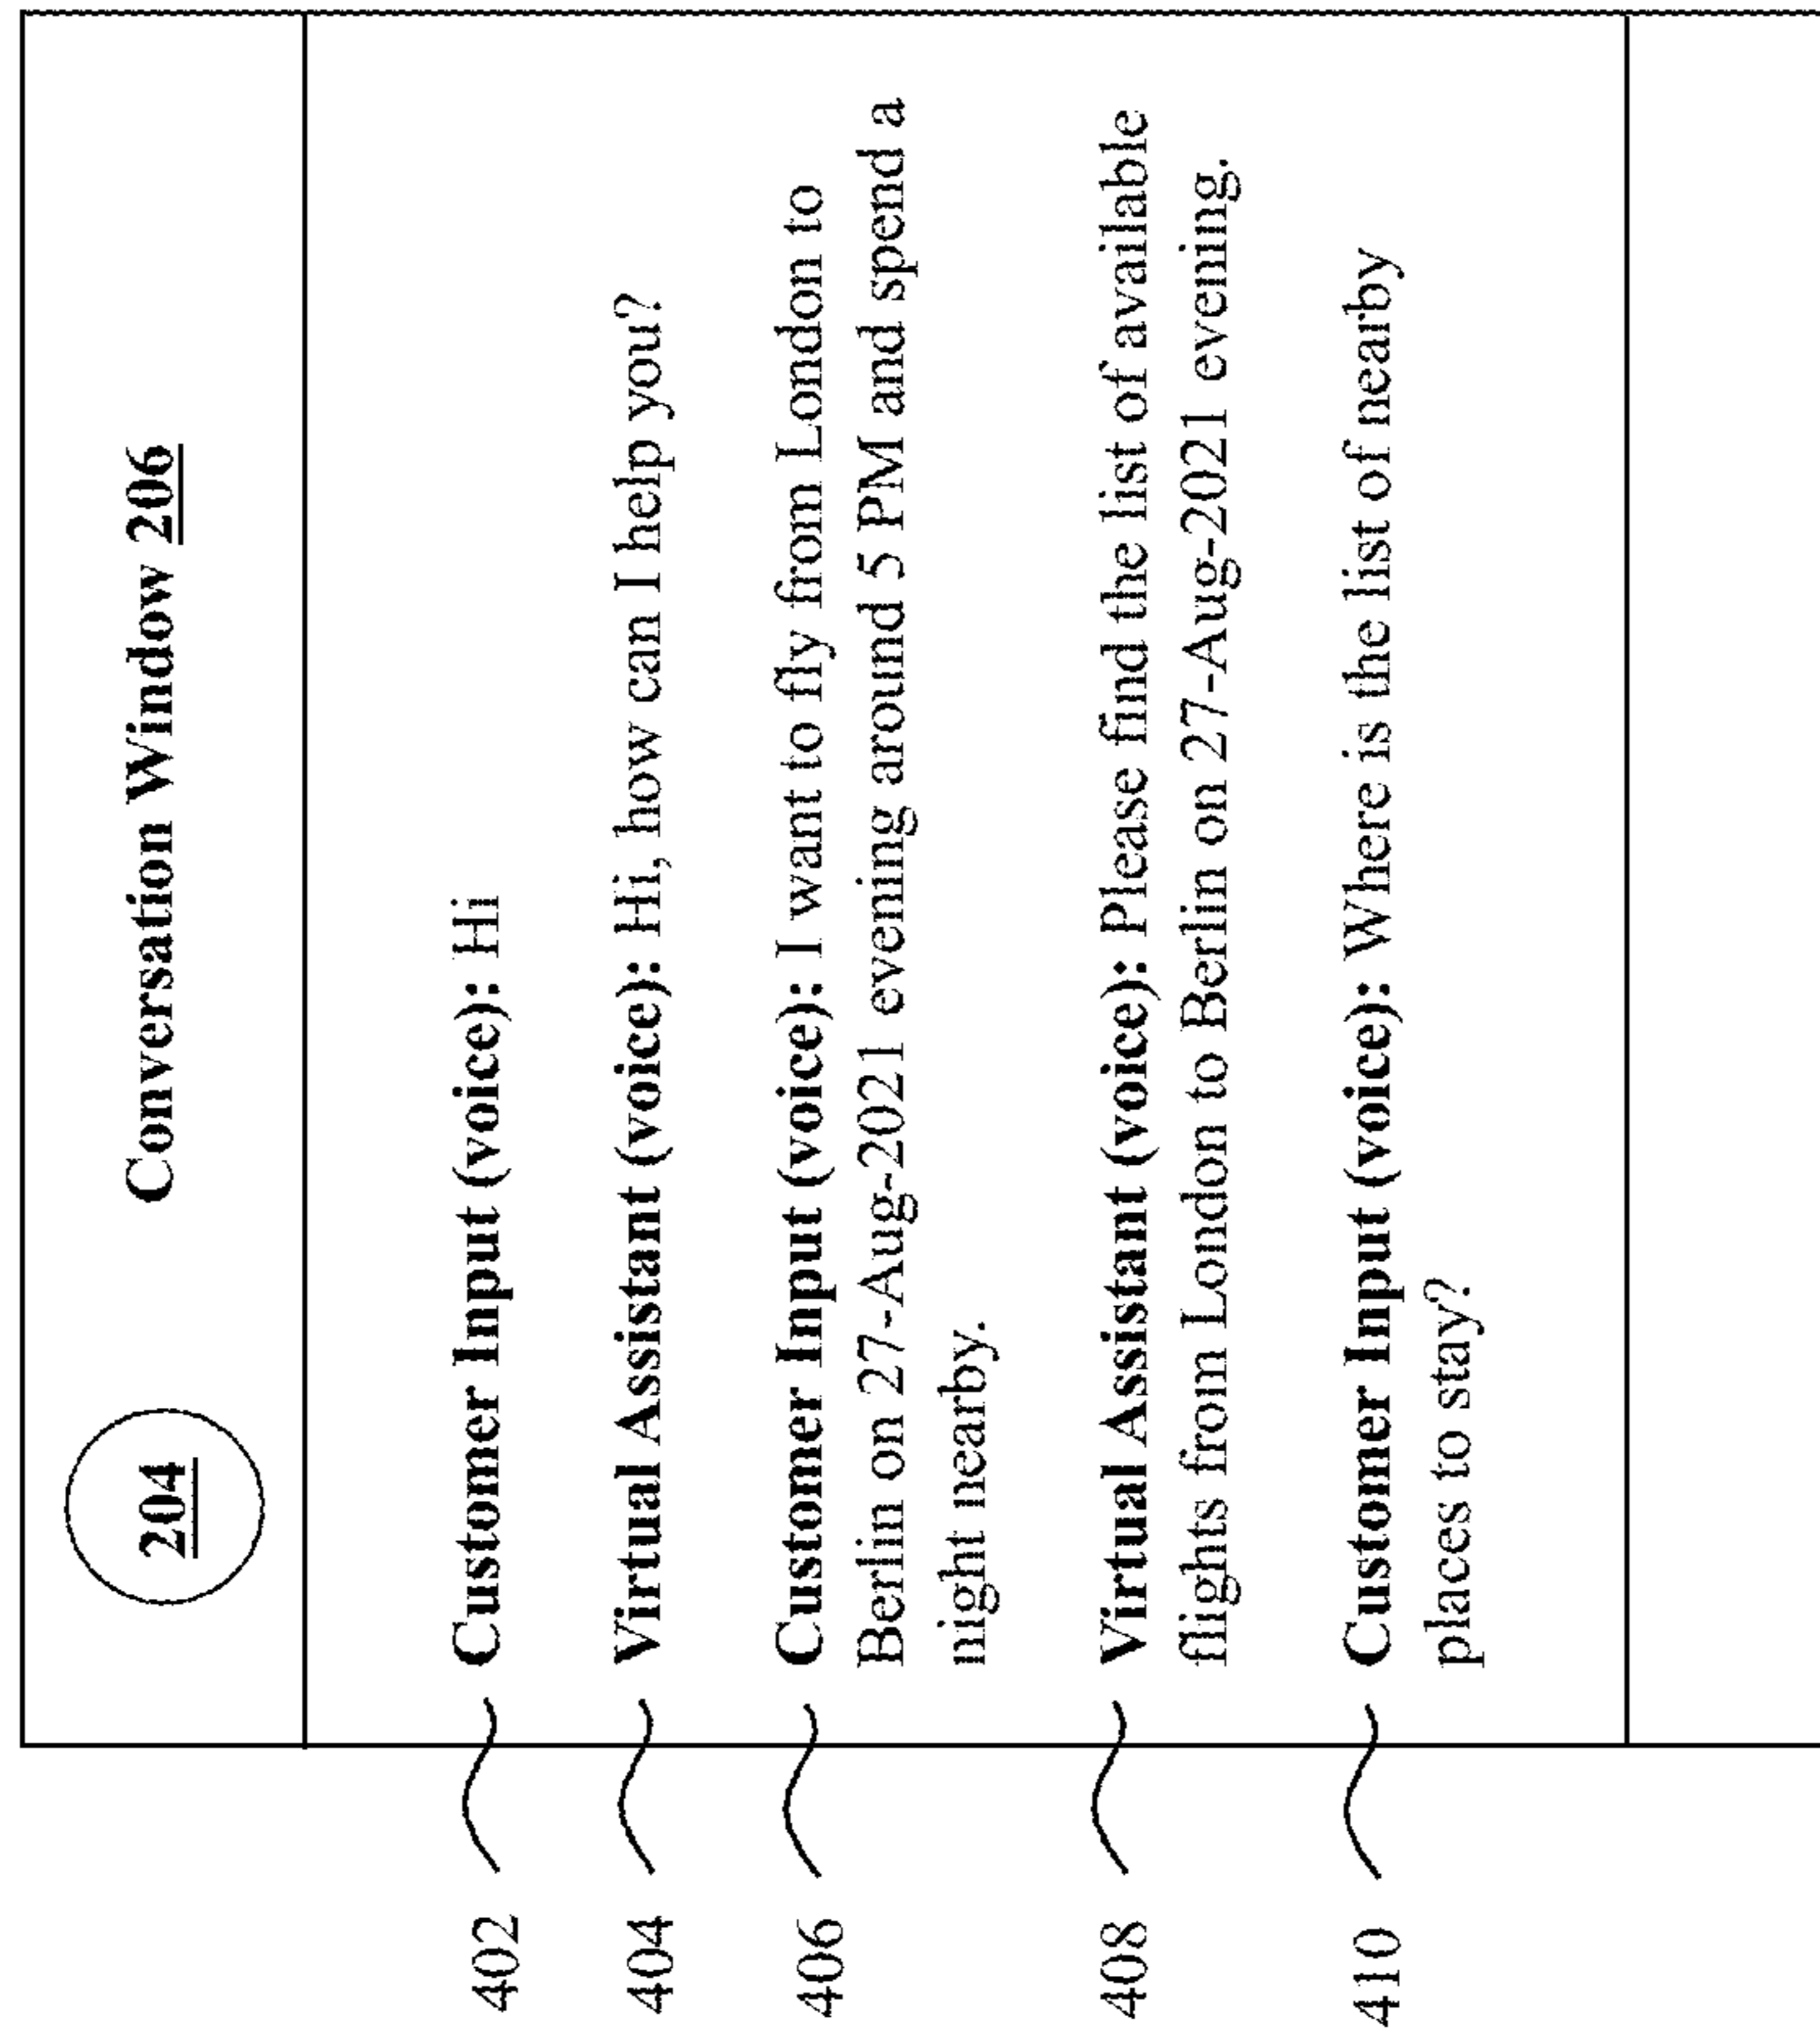 204
Conversation Window 206
402
Customer Input (voice): Hi
404
Virtual Assistant (voice): Hi, how can I help you?
406
Customer Input (voice): I want to fly from London to
Berlin on 27-Aug-2021 evening around 5 PM and spend a
night nearby.
408
Virtual Assistant (voice): Please find the list of available
flights from London to Berlin on 27-Aug-2021 evening.
410
Customer Input (voice): Where is the list of nearby
places to stay?